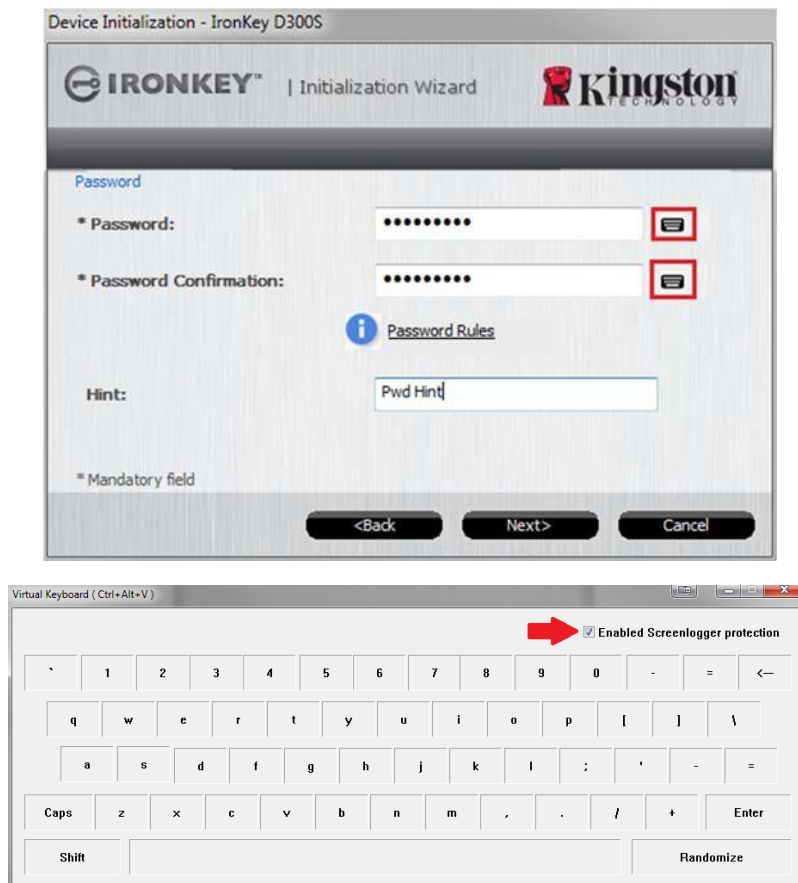 Device Initialization - IronKey D300S
IRONKEY™ | Initialization Wizard Kingston
TECHNOLOGY
Password
* Password: •••••••••
* Password Confirmation: •••••••••
i Password Rules
Hint: Pwd Hint
* Mandatory field
<Back Next> Cancel
Virtual Keyboard ( Ctrl+Alt+V )
Enabled Screenlogger protection
` 1 2 3 4 5 6 7 8 9 0 - = <---
q w e r t y u i o p [ ] \
a s d f g h j k l ; ' - =
Caps z x c v b n m , . / + Enter
Shift Randomize